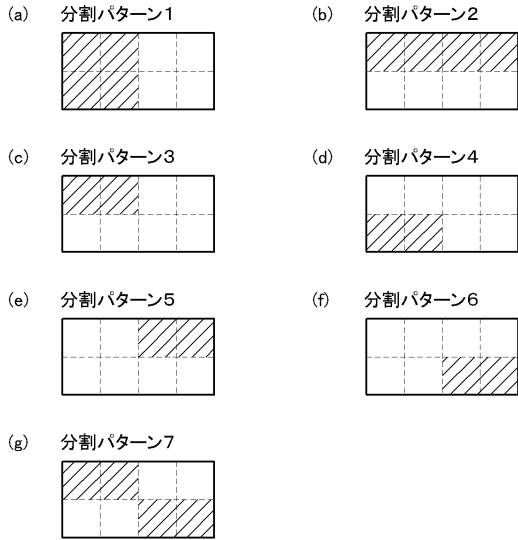 (a) 分割パターン1
(b) 分割パターン2
(c) 分割パターン3
(d) 分割パターン4
(e) 分割パターン5
(f) 分割パターン6
(g) 分割パターン7